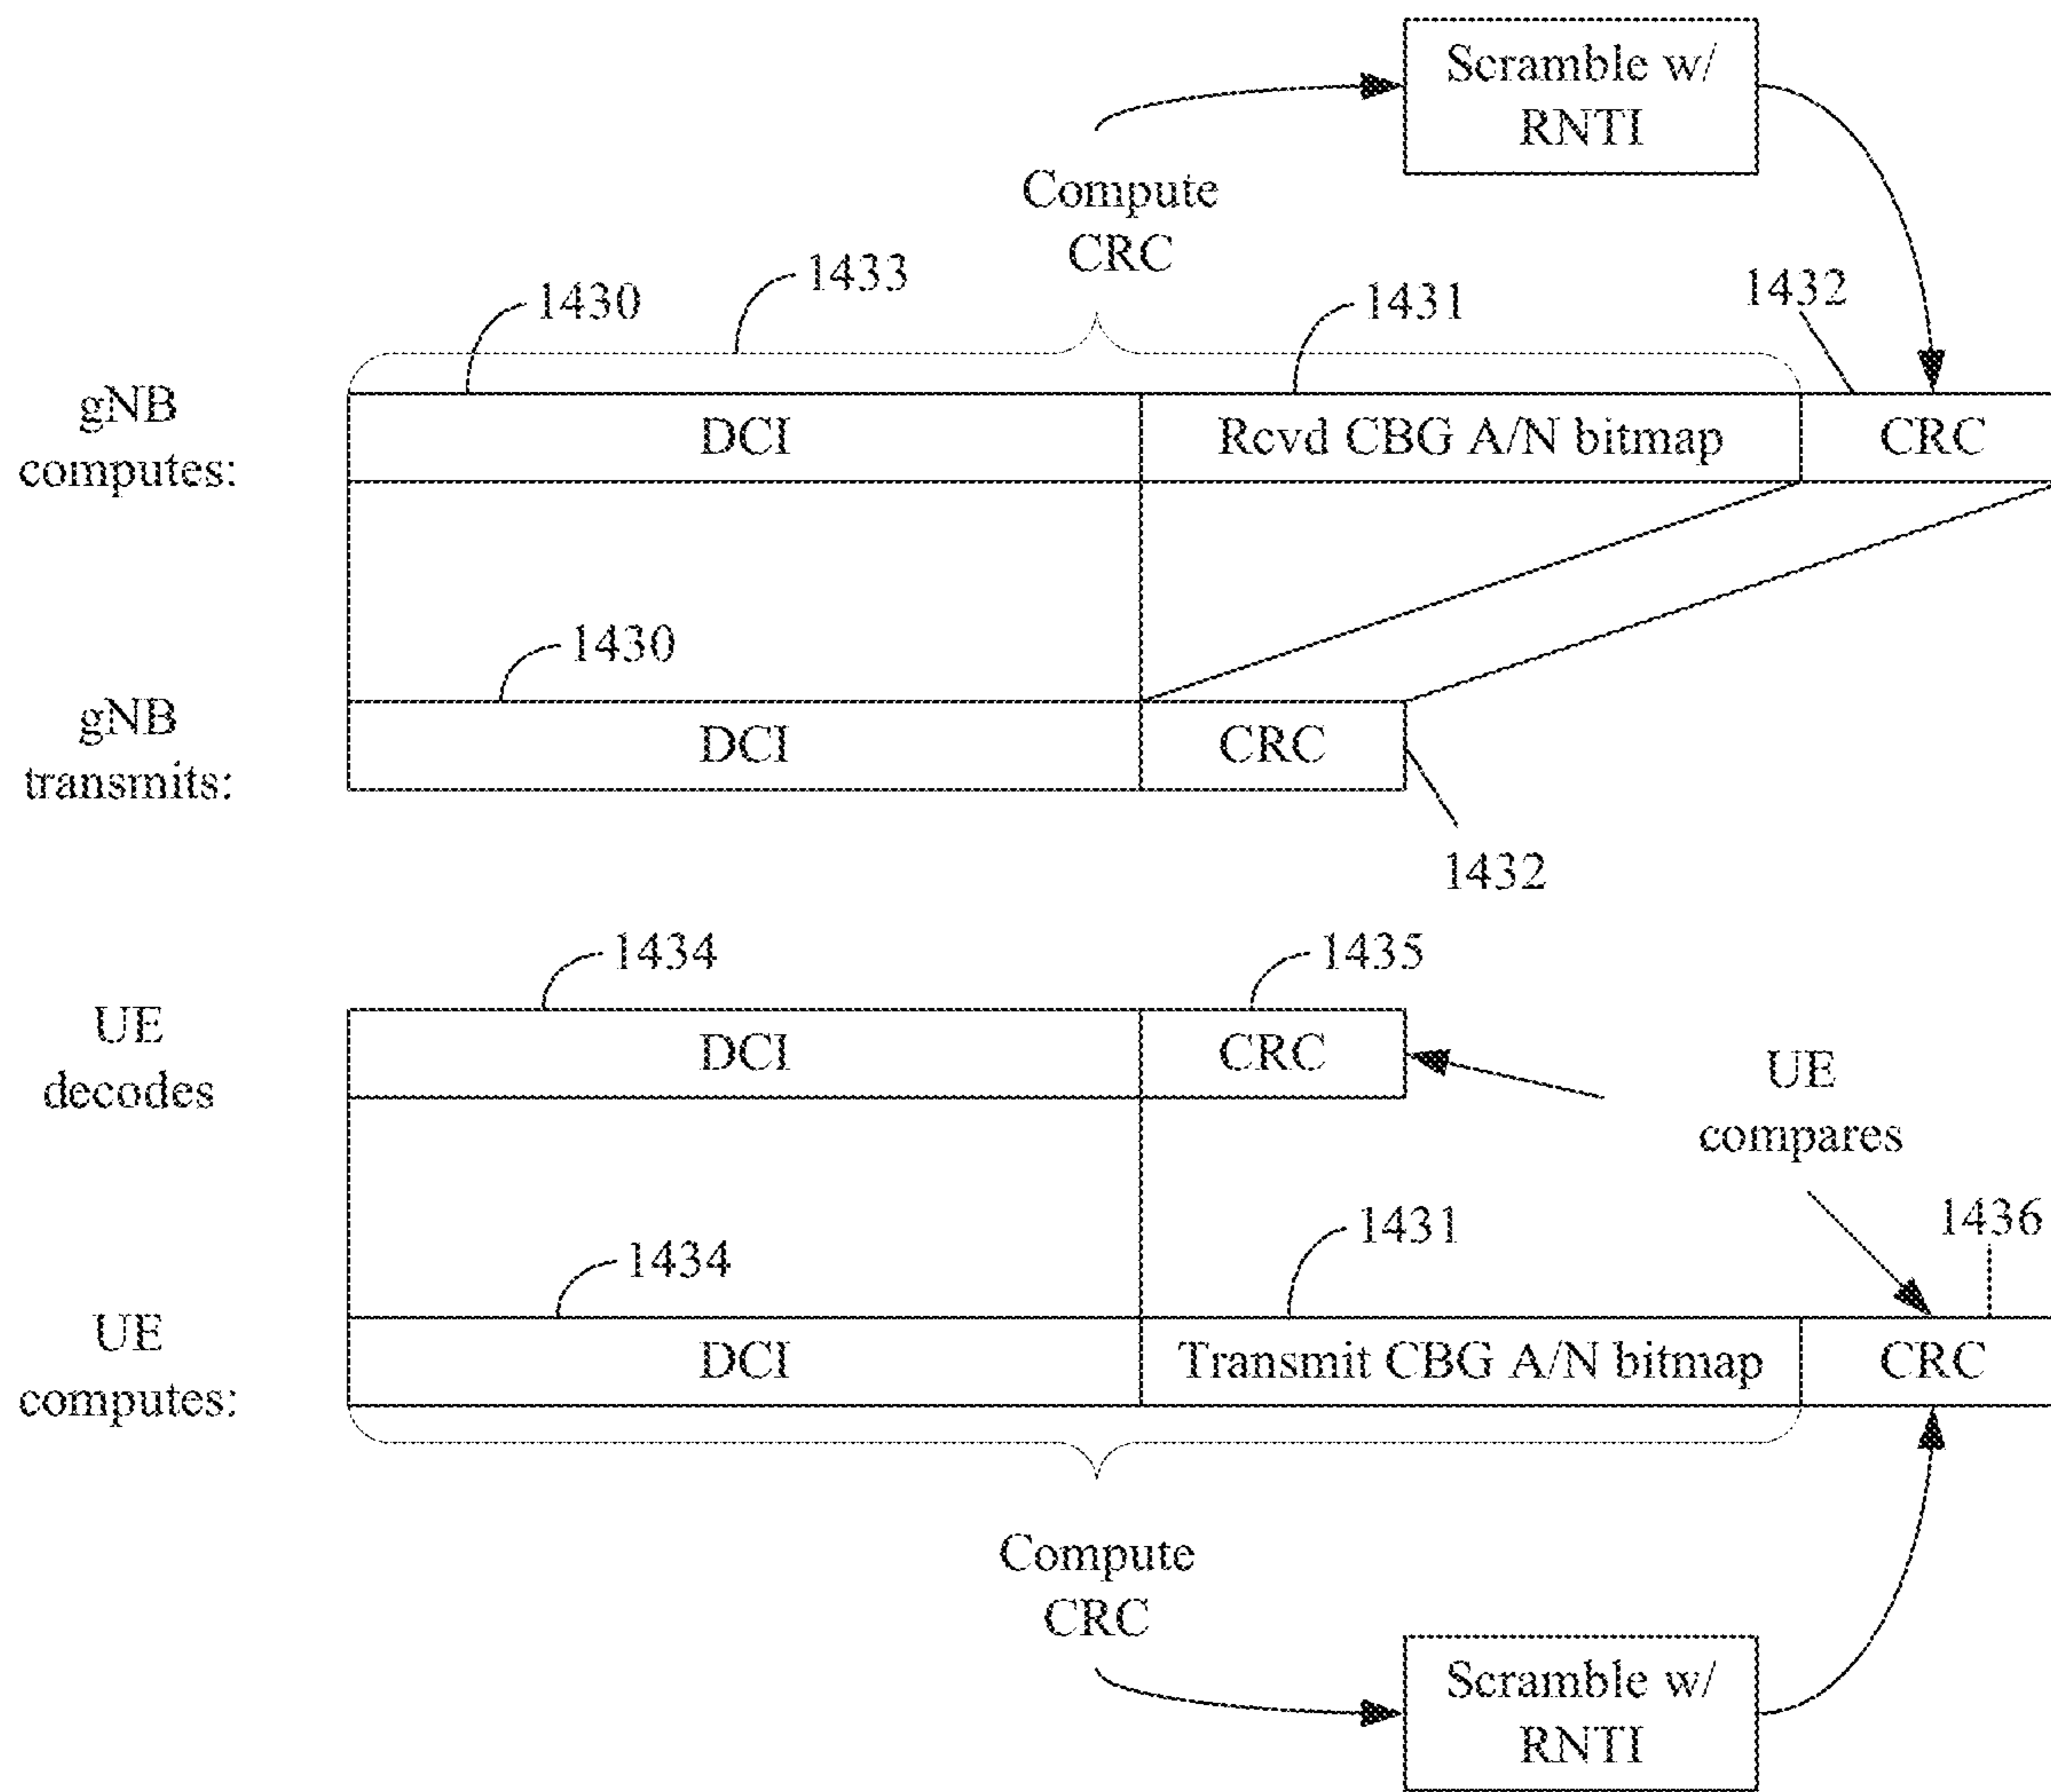 Scramble w/
RNTI
Compute
CRC
1433
1430
1431
1432
gNB
computes:
DCI
Rcvd CBG A/N bitmap
CRC
1430
gNB
transmits:
DCI
CRC
1432
1434
1435
UE
decodes
DCI
CRC
UE
compares
1436
1431
1434
UE
computes:
DCI
Transmit CBG A/N bitmap
CRC
Compute
CRC
Scramble w/
RNTI